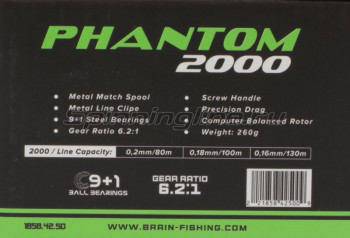 PHANTOM
2000
• Metal Match Spool
• Metal Line Clipe
• 9+1 Steel Bearings
• Gear Ratio 6.2:1
• Screw Handle
• Precision Drag
• Computer Balanced Rotor
• Weight: 260g
2000 / Line Capacity: 0,2mm/80m 0,18mm/100m 0,16mm/130m
9+1
BALL BEARINGS
GEAR RATIO
6.2:1
1858.42.50
WWW.BRAIN-FISHING.COM